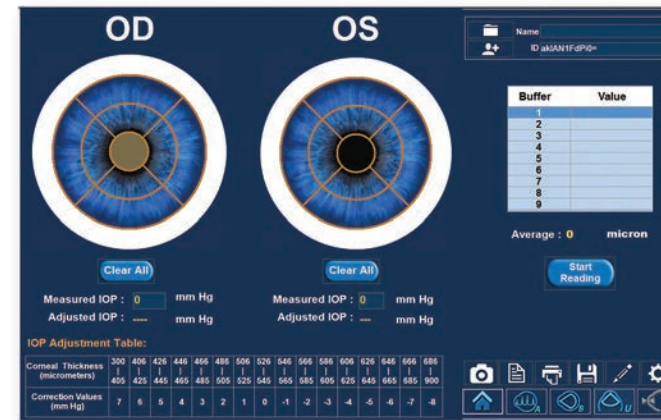 OD
OS
Name
ID akIAN1FdPi0=
Buffer Value
1
2
3
4
5
6
7
8
9
Average : 0 micron
Start
Reading
Clear All
Clear All
Measured IOP : 0 mm Hg
Measured IOP : 0 mm Hg
Adjusted IOP : ---- mm Hg
Adjusted IOP : --- mm Hg
IOP Adjustment Table:
Corneal Thickness (micrometers) 300 | 405 406 | 425 426 | 445 446 | 465 466 | 485 486 | 505 506 | 525 526 | 545 546 | 565 566 | 585 586 | 605 606 | 625 626 | 645 646 | 665 666 | 685 686 | 900
Correction Values (mm Hg) 7 6 5 4 3 2 1 0 -1 -2 -3 -4 -5 -6 -7 -8
A
B
IU